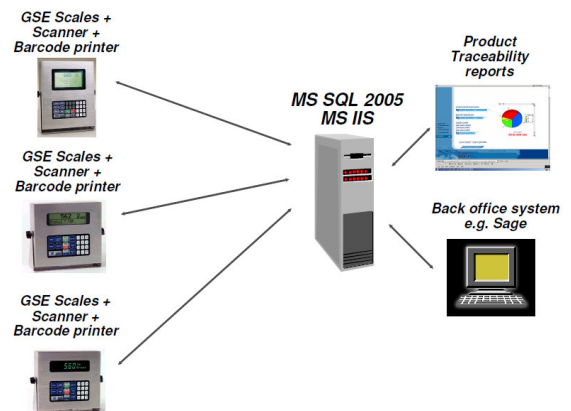 GSE Scales +
Scanner +
Barcode printer
GSE Scales +
Scanner +
Barcode printer
GSE Scales +
Scanner +
Barcode printer
MS SQL 2005
MS IIS
Product
Traceability
reports
Back office system
e.g. Sage